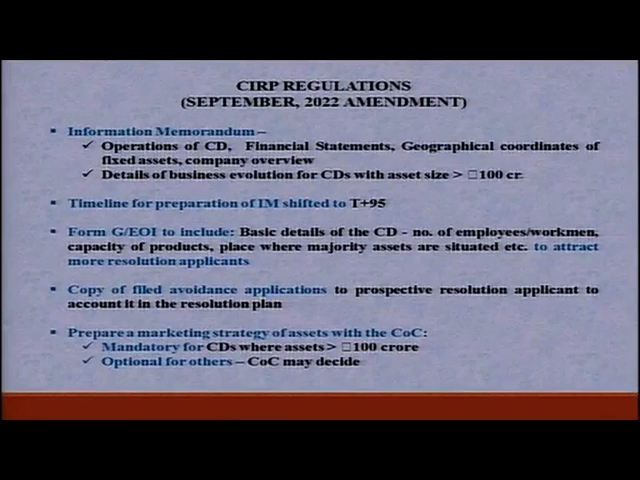 CIRP REGULATIONS
(SEPTEMBER, 2022 AMENDMENT)
▪ Information Memorandum –
✓ Operations of CD, Financial Statements, Geographical coordinates of
fixed assets, company overview
✓ Details of business evolution for CDs with asset size > □100 cr.
▪ Timeline for preparation of IM shifted to T+95
▪ Form G/EOI to include: Basic details of the CD - no. of employees/workmen,
capacity of products, place where majority assets are situated etc. to attract
more resolution applicants
▪ Copy of filed avoidance applications to prospective resolution applicant to
account it in the resolution plan
▪ Prepare a marketing strategy of assets with the CoC:
✓ Mandatory for CDs where assets > □100 crore
✓ Optional for others – CoC may decide